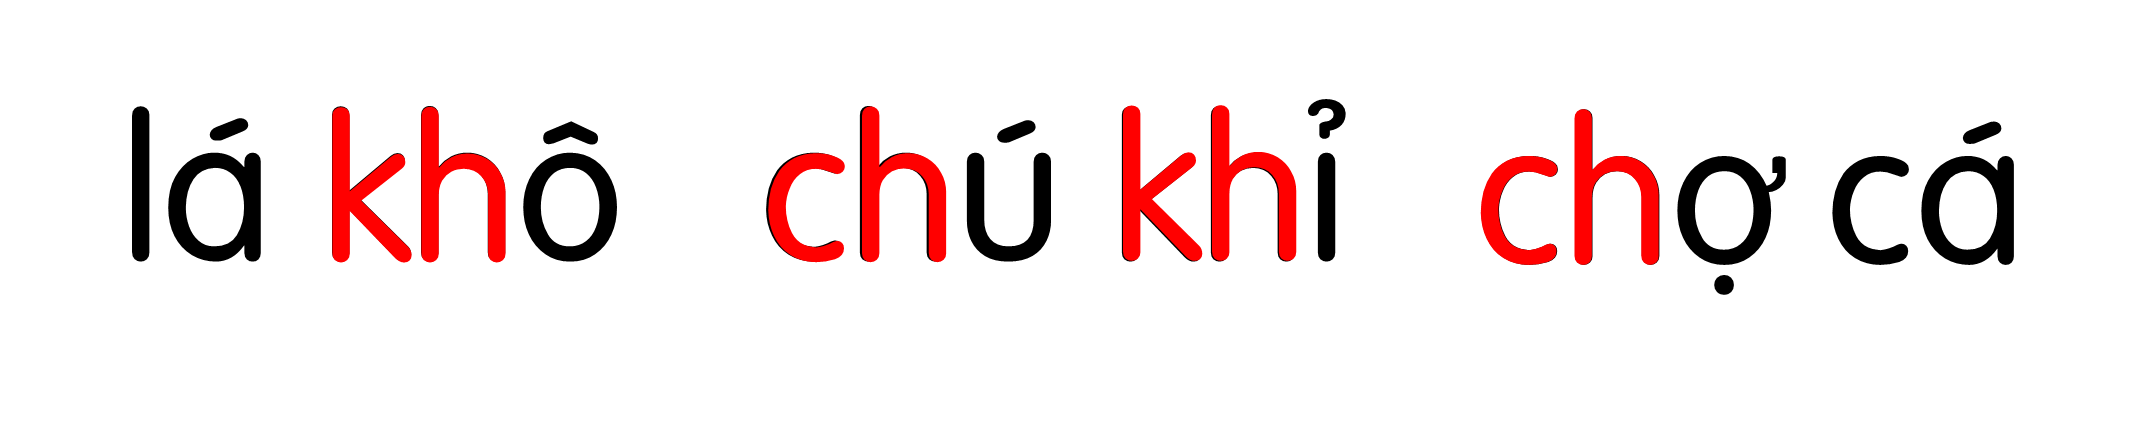 lá khô chú khỉ chợ cá